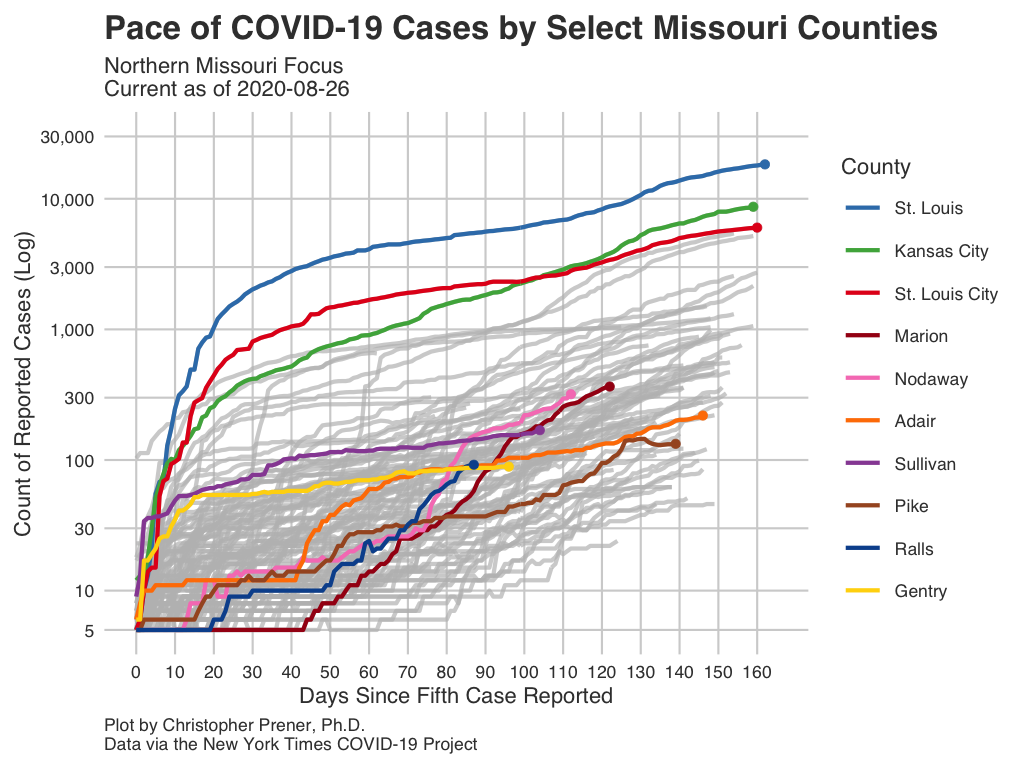 Pace of COVID-19 Cases by Select Missouri Counties
Northern Missouri Focus
Current as of 2020-08-26
Count of Reported Cases (Log)
30,000
10,000
3,000
1,000
300
100
30
10
5
0 10 20 30 40 50 60 70 80 90 100 110 120 130 140 150 160
Days Since Fifth Case Reported
County
St. Louis
Kansas City
St. Louis City
Marion
Nodaway
Adair
Sullivan
Pike
Ralls
Gentry
Plot by Christopher Prener, Ph.D.
Data via the New York Times COVID-19 Project